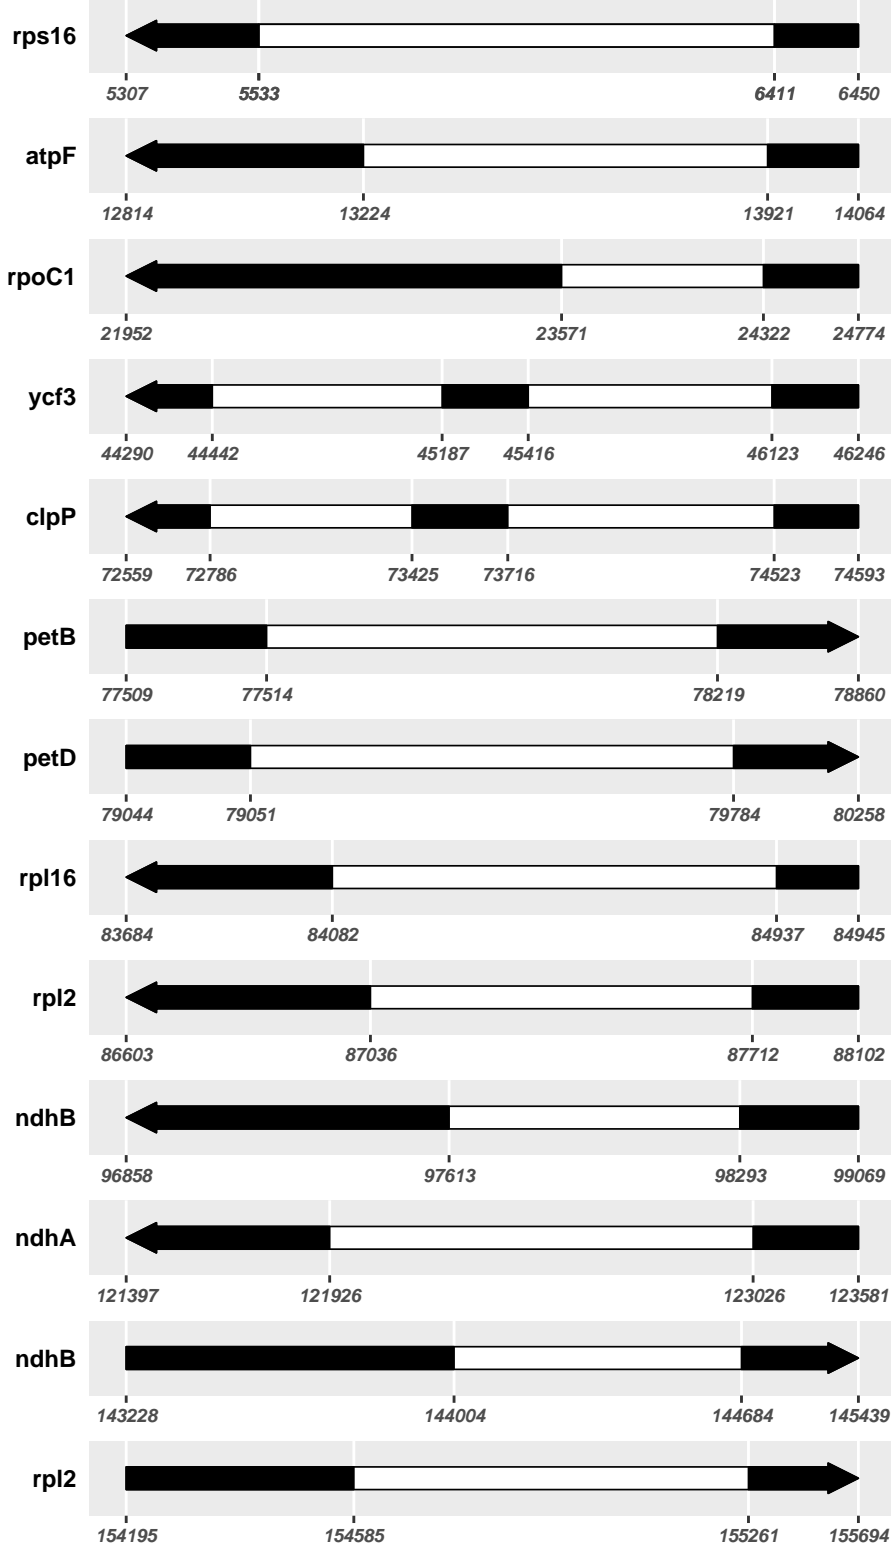 rps16
5307 5533 6411 6450
atpF
12814 13224 13921 14064
rpoC1
21952 23571 24322 24774
ycf3
44290 44442 45187 45416 46123 46246
clpP
72559 72786 73425 73716 74523 74593
petB
77509 77514 78219 78860
petD
79044 79051 79784 80258
rpl16
83684 84082 84937 84945
rpl2
86603 87036 87712 88102
ndhB
96858 97613 98293 99069
ndhA
121397 121926 123026 123581
ndhB
143228 144004 144684 145439
rpl2
154195 154585 155261 155694